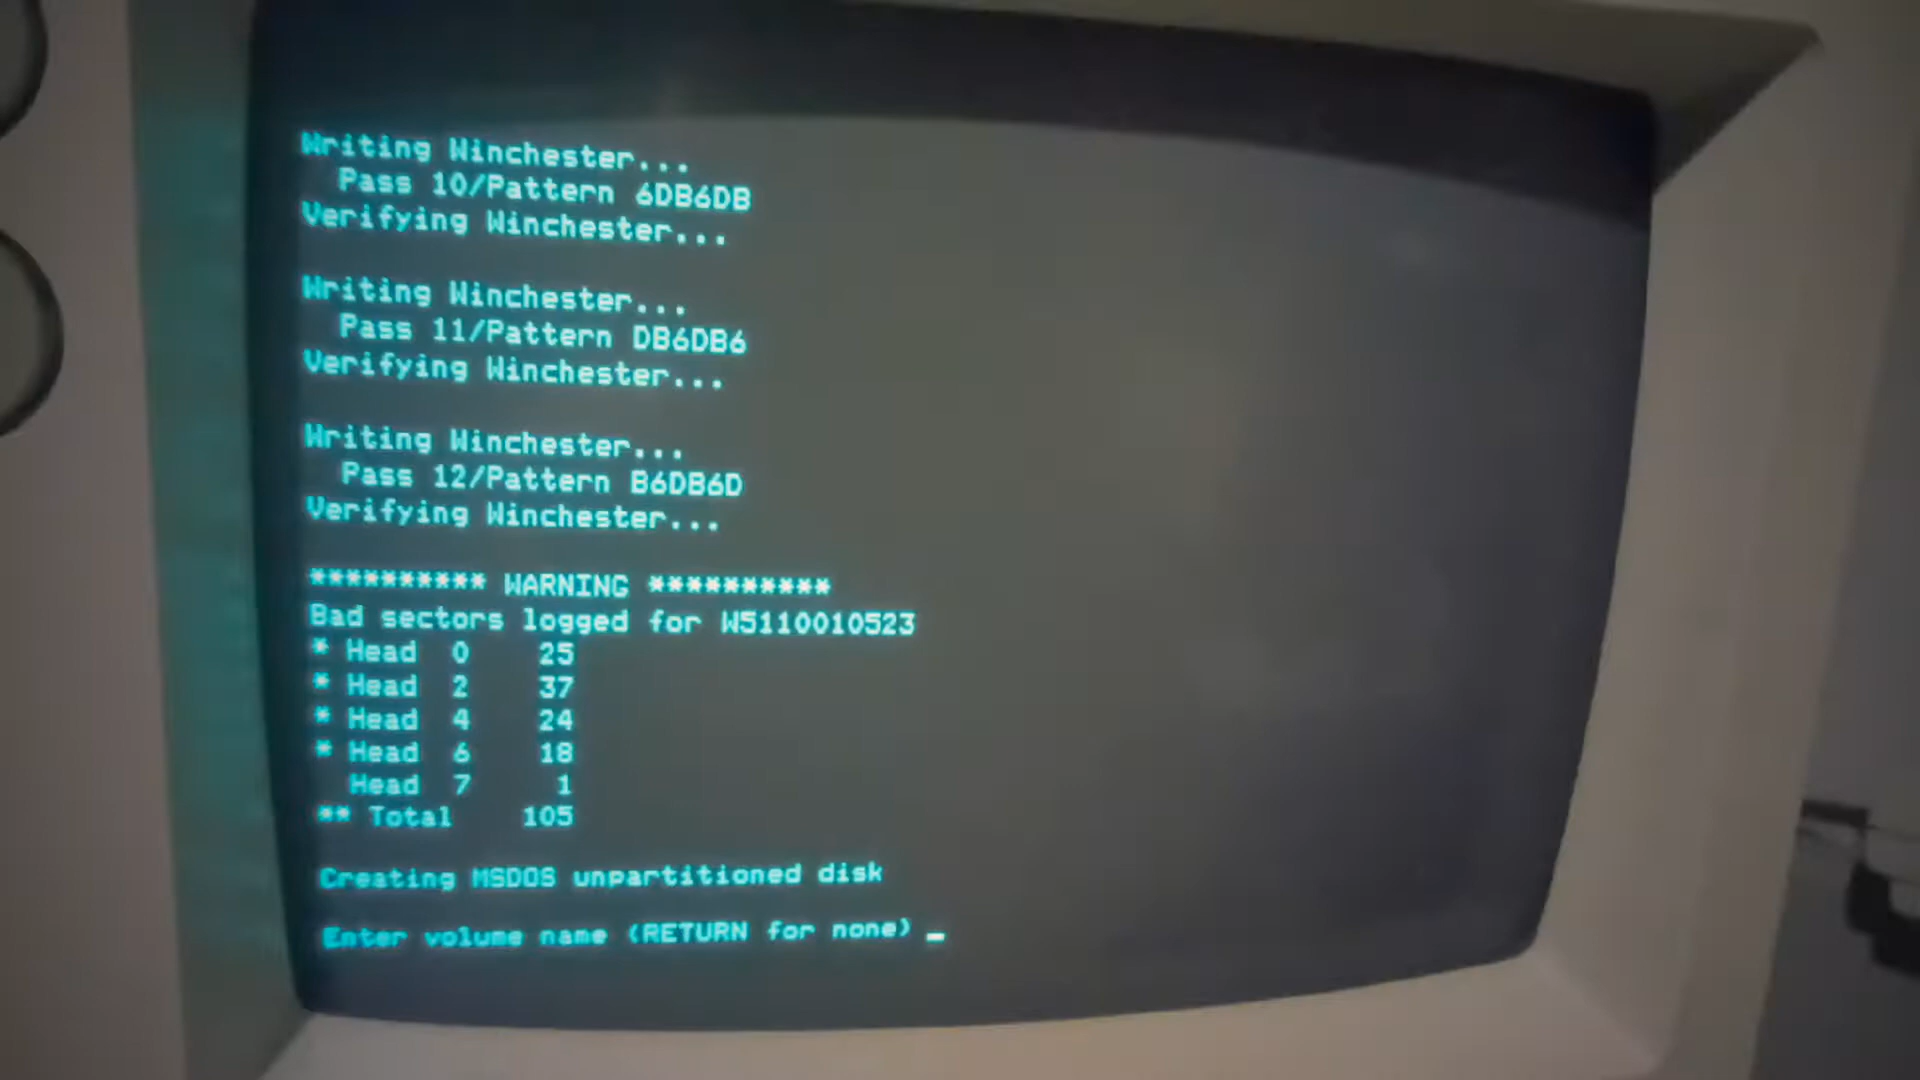 Writing Winchester...
Pass 10/Pattern 6DB6DB
Verifying Winchester...
Writing Winchester...
Pass 11/Pattern DB6DB6
Verifying Winchester...
Writing Winchester...
Pass 12/Pattern B6DB6D
Verifying Winchester...
********** WARNING **********
Bad sectors logged for W5110010523
* Head 0 25
* Head 2 37
* Head 4 24
* Head 6 18
Head 7 1
** Total 105
Creating MSDOS unpartitioned disk
Enter volume name (RETURN for none) _